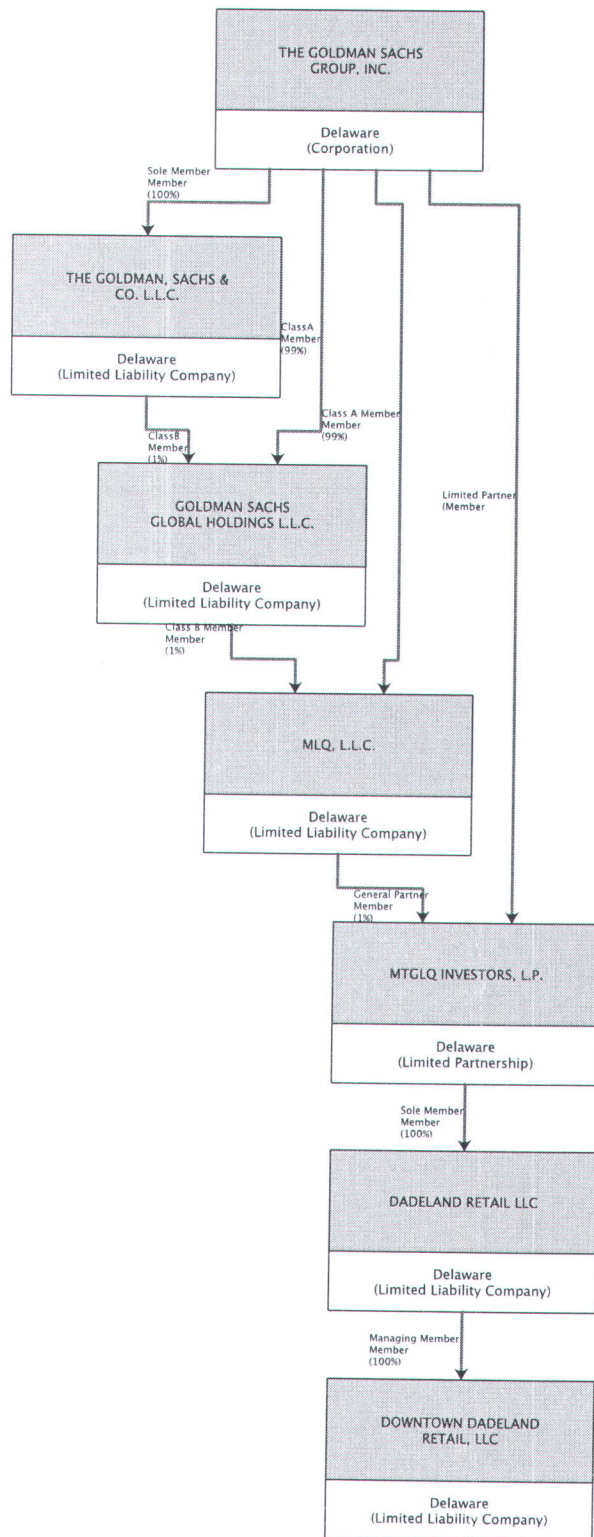 THE GOLDMAN SACHS
GROUP, INC.
Delaware
(Corporation)
Sole Member
Member
(100%)
THE GOLDMAN, SACHS &
CO. L.L.C.
Delaware
(Limited Liability Company)
ClassA
Member
(99%)
Class A Member
Member
(99%)
ClassB
Member
(1%)
Limited Partner
(Member
GOLDMAN SACHS
GLOBAL HOLDINGS L.L.C.
Delaware
(Limited Liability Company)
Class B Member
Member
(1%)
MLQ, L.L.C.
Delaware
(Limited Liability Company)
General Partner
Member
(1%)
MTGLQ INVESTORS, L.P.
Delaware
(Limited Partnership)
Sole Member
Member
(100%)
DADELAND RETAIL LLC
Delaware
(Limited Liability Company)
Managing Member
Member
(100%)
DOWNTOWN DADELAND
RETAIL, LLC
Delaware
(Limited Liability Company)